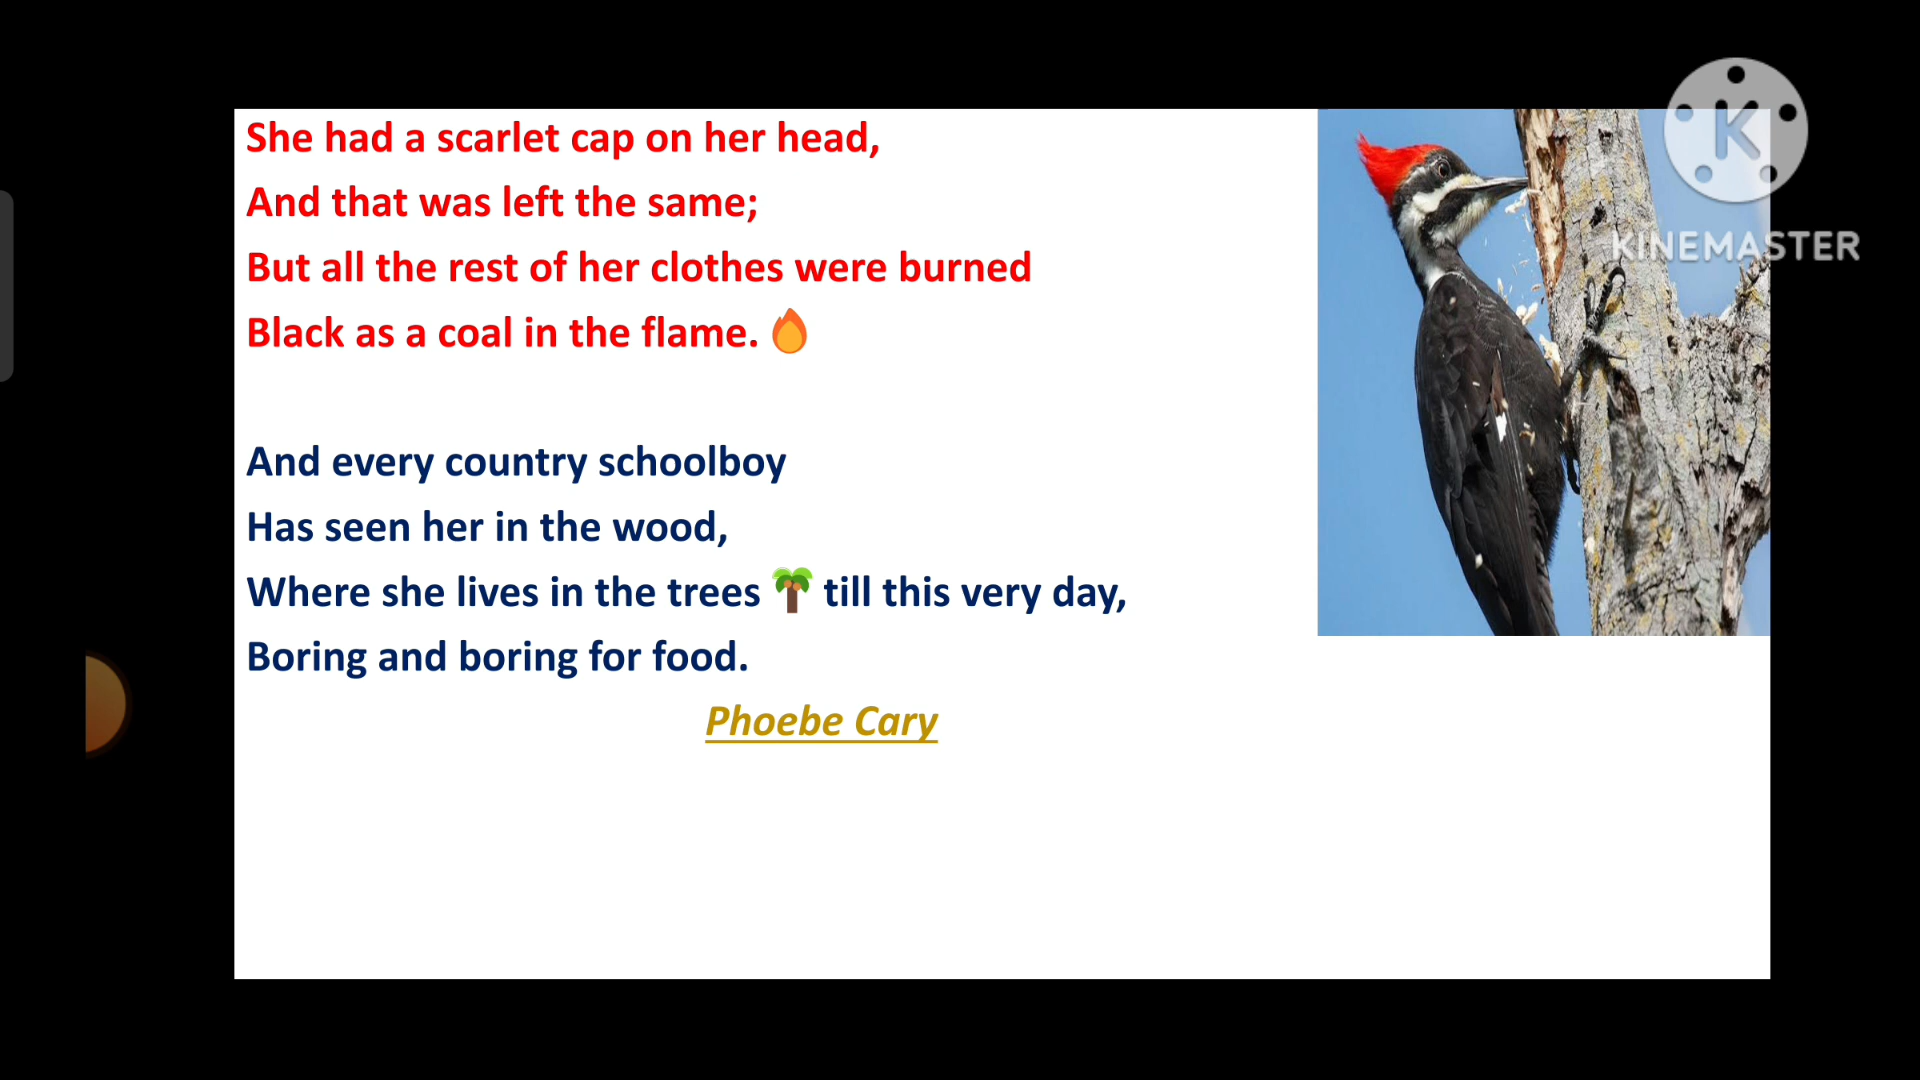 She had a scarlet cap on her head,
And that was left the same;
But all the rest of her clothes were burned
Black as a coal in the flame. 🔥
And every country schoolboy
Has seen her in the wood,
Where she lives in the trees 🌴 till this very day,
Boring and boring for food.
Phoebe Cary
K
KINEMASTER